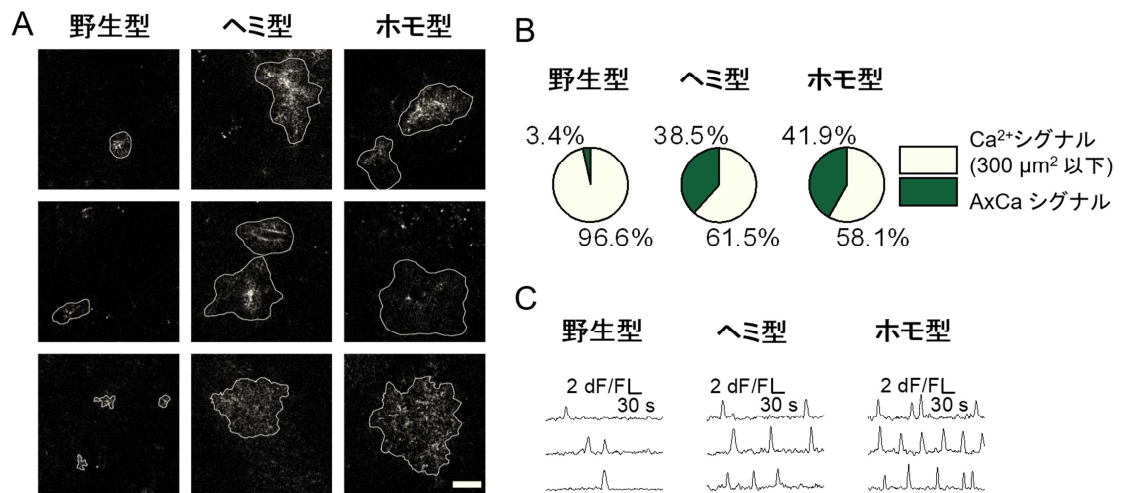 A
野生型 ヘミ型 ホモ型
B
野生型 ヘミ型 ホモ型
3.4% 38.5% 41.9%
96.6% 61.5% 58.1%
Ca²⁺シグナル
(300 μm² 以下)
AxCa シグナル
C
野生型 ヘミ型 ホモ型
2 dF/F 2 dF/F 2 dF/F
30 s 30 s 30 s